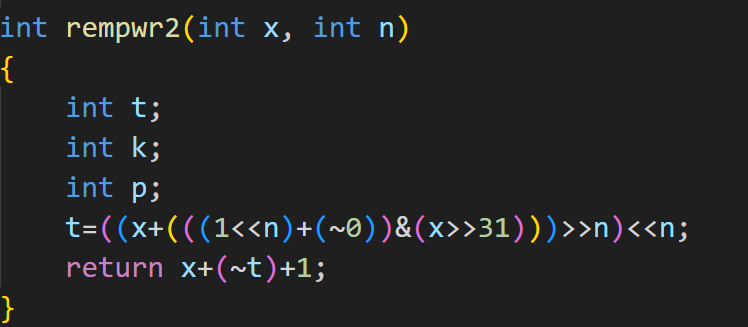 int rempwr2(int x, int n)
{
    int t;
    int k;
    int p;
    t=((x+(((1<<n)+(~0))&(x>>31)))>>n)<<n;
    return x+(~t)+1;
}